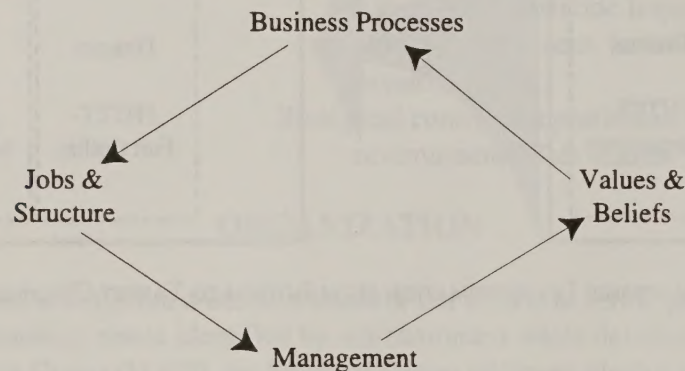 Business Processes
Jobs &
Structure
Values &
Beliefs
Management